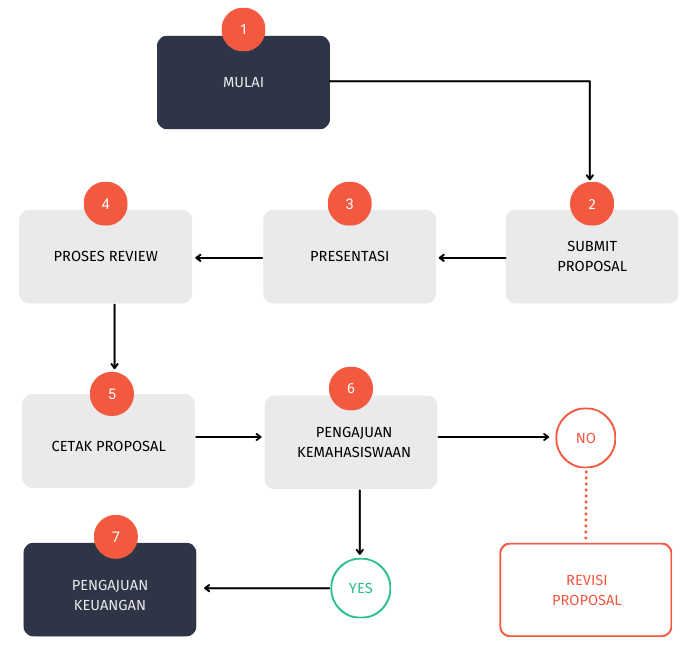 1
MULAI
2
SUBMIT
PROPOSAL
3
PRESENTASI
4
PROSES REVIEW
5
CETAK PROPOSAL
6
PENGAJUAN
KEMAHASISWAAN
NO
REVISI
PROPOSAL
YES
7
PENGAJUAN
KEUANGAN